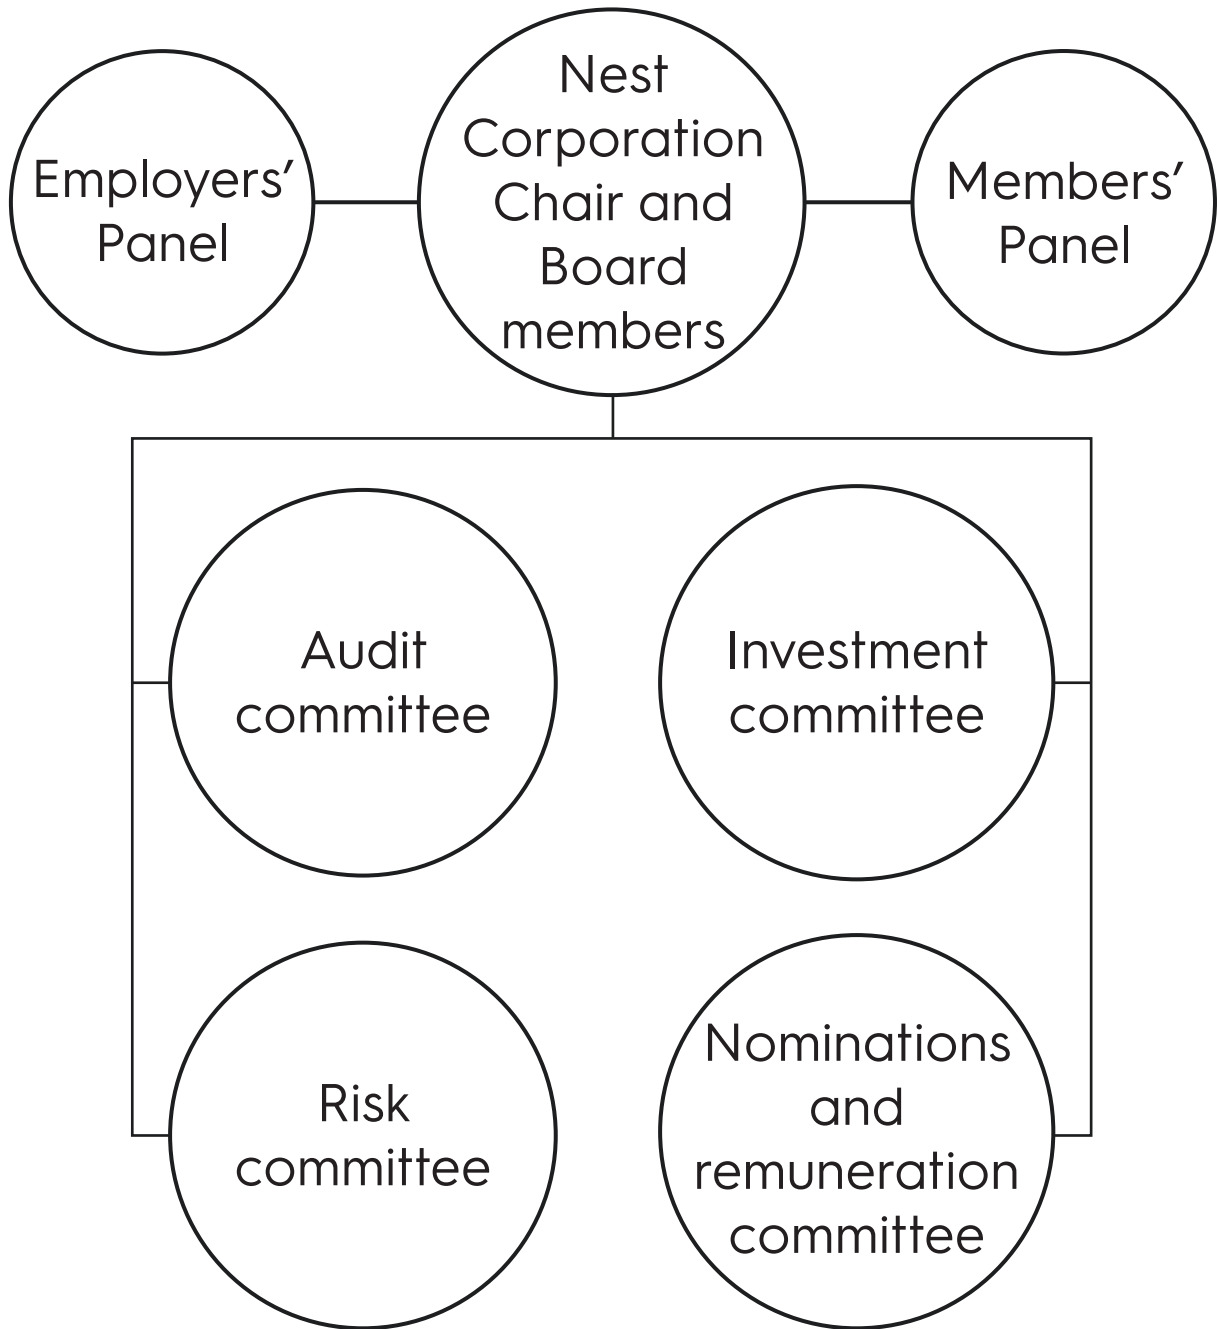 Employers’
Panel
Nest
Corporation
Chair and
Board
members
Members’
Panel
Audit
committee
Investment
committee
Risk
committee
Nominations
and
remuneration
committee